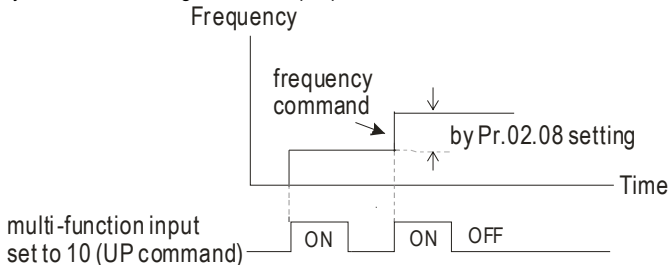 Frequency
frequency
command
by Pr.02.08 setting
Time
multi-function input
set to 10 (UP command)
ON
ON
OFF